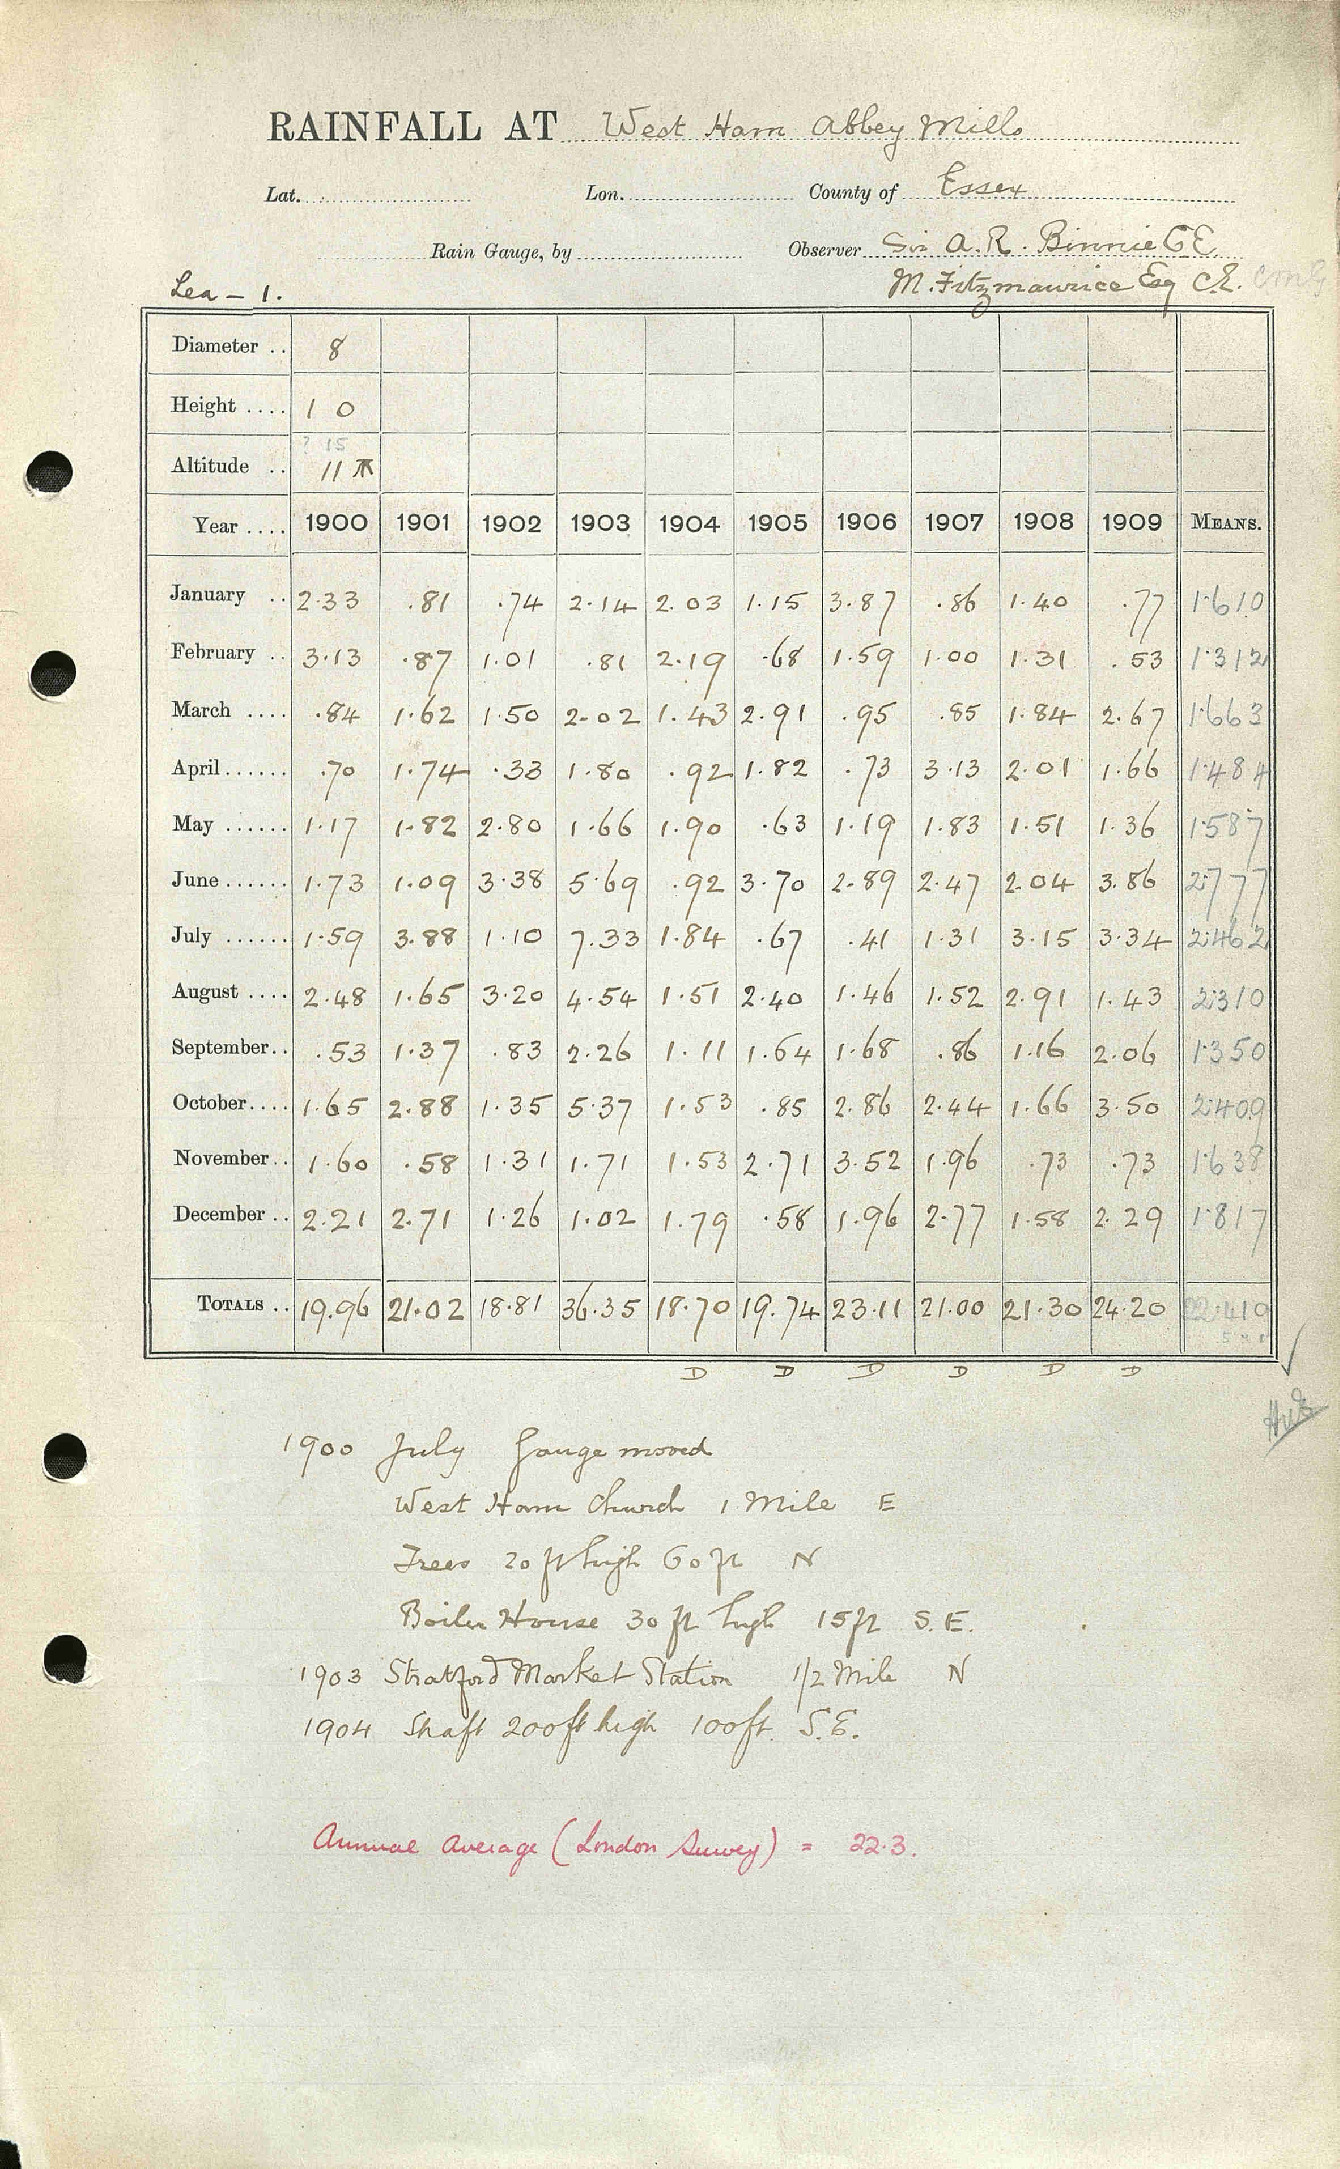 RAINFALL AT West Ham Abbey Mills
Lat. Lon. County of Essex
Rain Gauge, by Observer Sir A. R. Binnie C E.
Lea - 1. M. Fitzmaurice Esq C.E.
Diameter .. 8
Height .... 1 0
? 15
Altitude .. 11
Year .... 1900 1901 1902 1903 1904 1905 1906 1907 1908 1909 MEANS.
January .. 2.33 .81 .74 2.14 2.03 1.15 3.87 .86 1.40 .77 1.610
February .. 3.13 .87 1.01 .81 2.19 .68 1.59 1.00 1.31 .53 1.312
March .... .84 1.62 1.50 2.02 1.43 2.91 .95 .85 1.84 2.67 1.663
April...... .70 1.74 .33 1.80 .92 1.82 .73 3.13 2.01 1.66 1.484
May ...... 1.17 1.82 2.80 1.66 1.90 .63 1.19 1.83 1.51 1.36 1.587
June...... 1.73 1.09 3.38 5.69 .92 3.70 2.89 2.47 2.04 3.86 2.777
July ...... 1.59 3.88 1.10 7.33 1.84 .67 .41 1.31 3.15 3.34 2.462
August .... 2.48 1.65 3.20 4.54 1.51 2.40 1.46 1.52 2.91 1.43 2.310
September.. .53 1.37 .83 2.26 1.11 1.64 1.68 .86 1.16 2.06 1.350
October.... 1.65 2.88 1.35 5.37 1.53 .85 2.86 2.44 1.66 3.50 2.409
November.. 1.60 .58 1.31 1.71 1.53 2.71 3.52 1.96 .73 .73 1.638
December .. 2.21 2.71 1.26 1.02 1.79 .58 1.96 2.77 1.58 2.29 1.817
TOTALS .. 19.96 21.02 18.81 36.35 18.70 19.74 23.11 21.00 21.30 24.20 22.419
D D D D D D
1900 July Gauge moved
West Ham Church 1 Mile E
Trees 20 ft high 60 ft N
Boiler House 30 ft high 15 ft S.E.
1903 Stratford Market Station 1/2 Mile N
1904 Shaft 200ft high 100ft. S.E.
Annual average (London Survey) = 22.3.